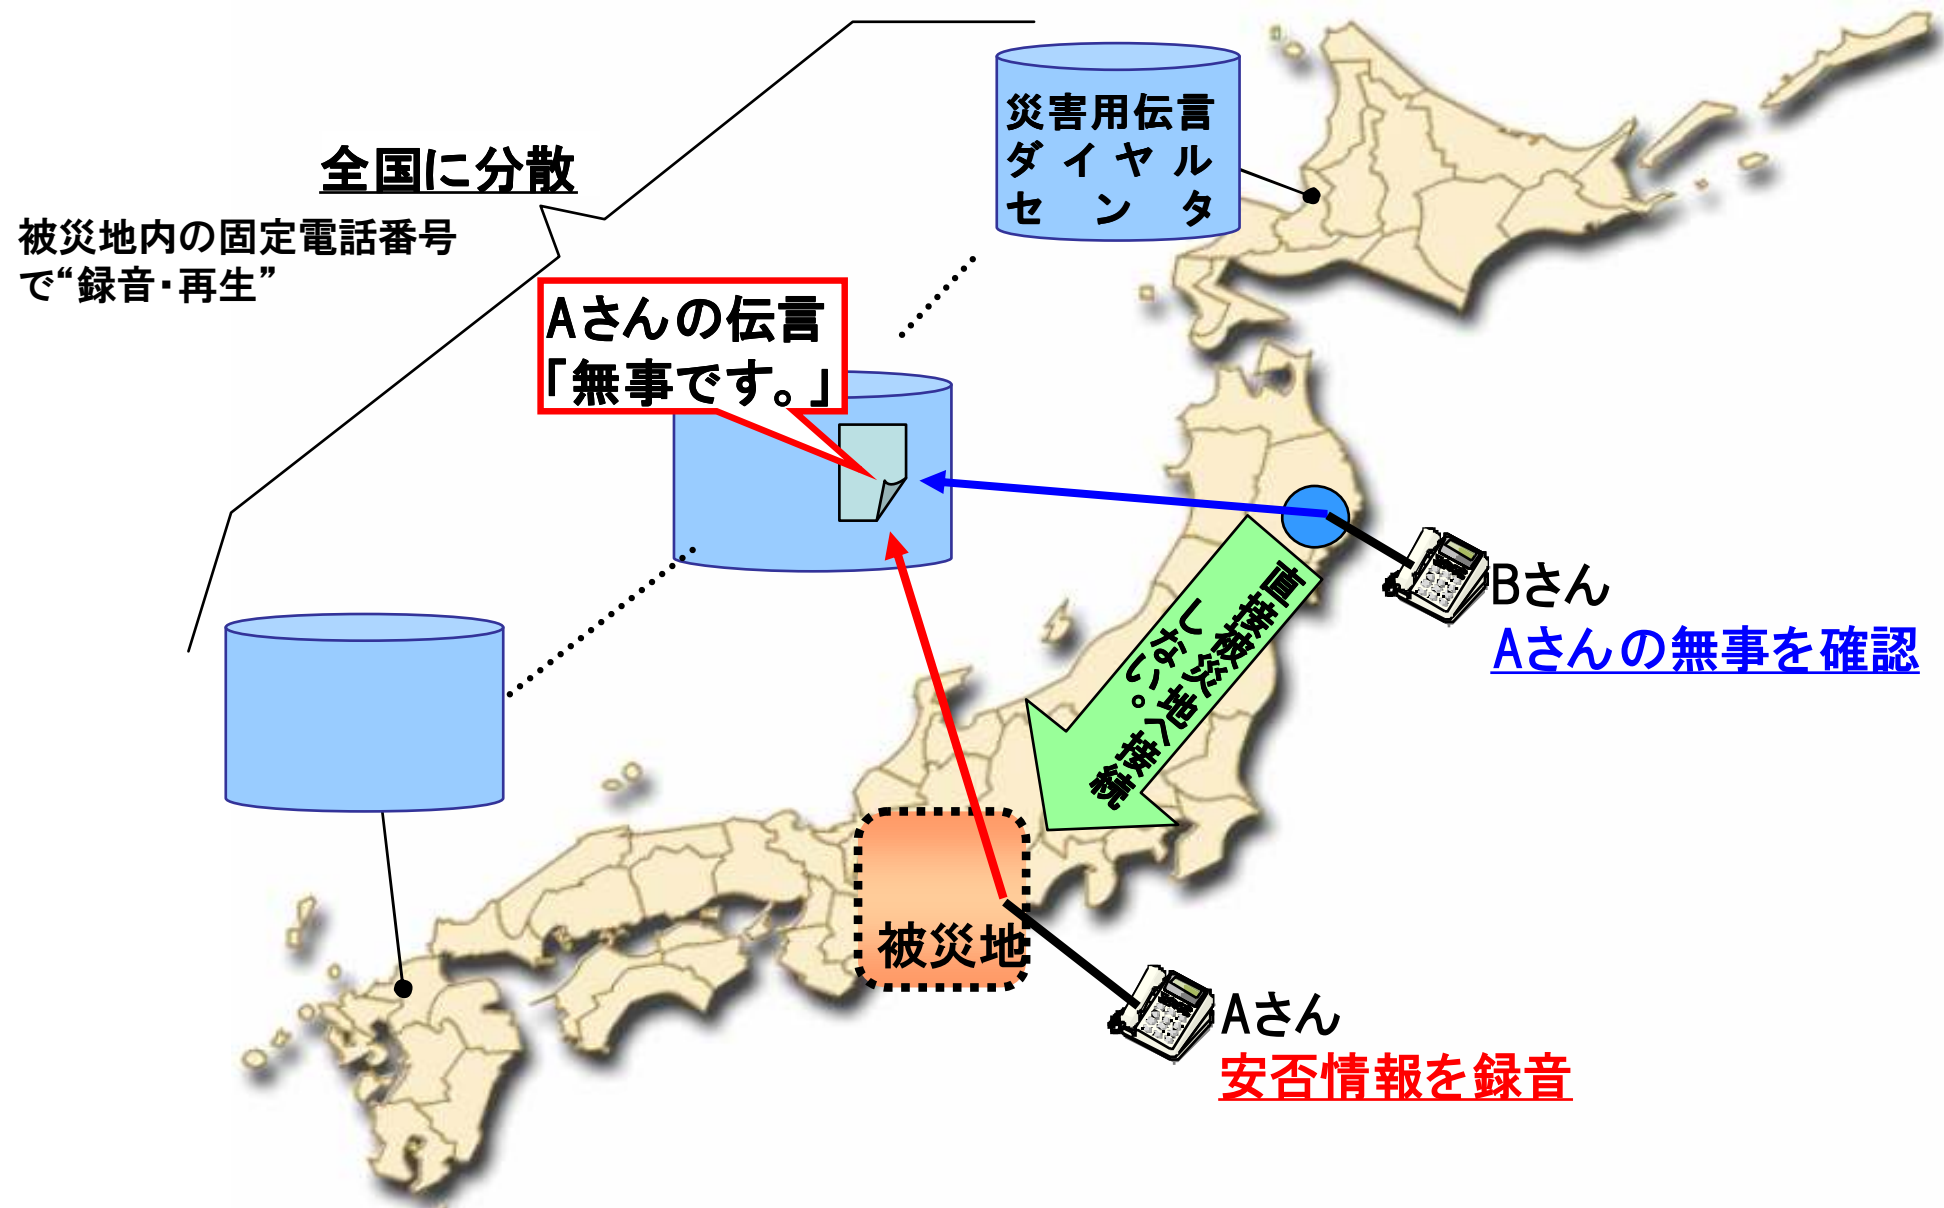 災害用伝言
ダイヤル
センタ
全国に分散
被災地内の固定電話番号
で“録音・再生”
Aさんの伝言
「無事です。」
直接被災地へ接続
しない。
Bさん
Aさんの無事を確認
被災地
Aさん
安否情報を録音